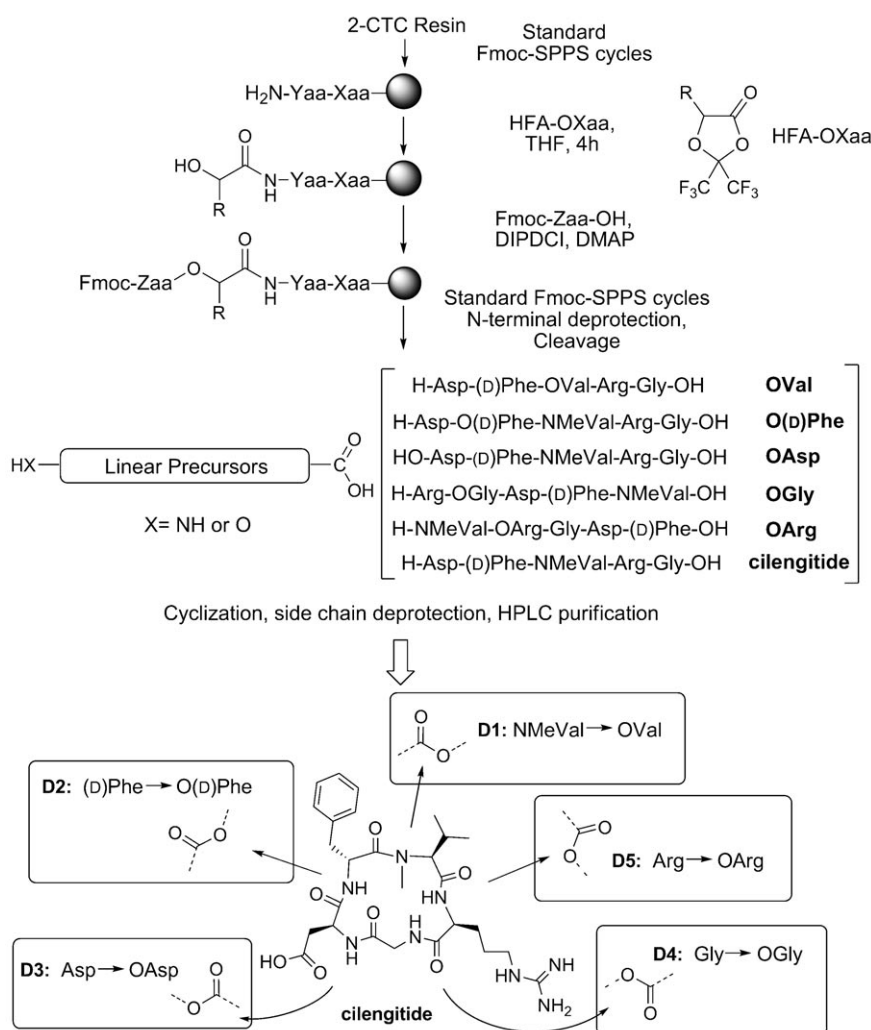 2-CTC Resin
Standard
Fmoc-SPPS cycles
H2N-Yaa-Xaa
HFA-OXaa,
THF, 4h
R
O
O
O
F3C
CF3
HFA-OXaa
HO
O
R
N
H
Yaa-Xaa
Fmoc-Zaa-OH,
DIPDCI, DMAP
Fmoc-Zaa
O
O
R
N
H
Yaa-Xaa
Standard Fmoc-SPPS cycles
N-terminal deprotection,
Cleavage
HX
Linear Precursors
C
O
OH
X= NH or O
H-Asp-(D)Phe-OVal-Arg-Gly-OH OVal
H-Asp-O(D)Phe-NMeVal-Arg-Gly-OH O(D)Phe
HO-Asp-(D)Phe-NMeVal-Arg-Gly-OH OAsp
H-Arg-OGly-Asp-(D)Phe-NMeVal-OH OGly
H-NMeVal-OArg-Gly-Asp-(D)Phe-OH OArg
H-Asp-(D)Phe-NMeVal-Arg-Gly-OH cilengitide
Cyclization, side chain deprotection, HPLC purification
O
O
D1: NMeVal→OVal
D2: (D)Phe→O(D)Phe
O
O
O
O
D5: Arg→OArg
O
N
NH
O
O
NH
O
HO
O
N
H
O
H
N
O
N
H
NH
NH2
cilengitide
D3: Asp→OAsp
O
O
D4: Gly→OGly
O
O